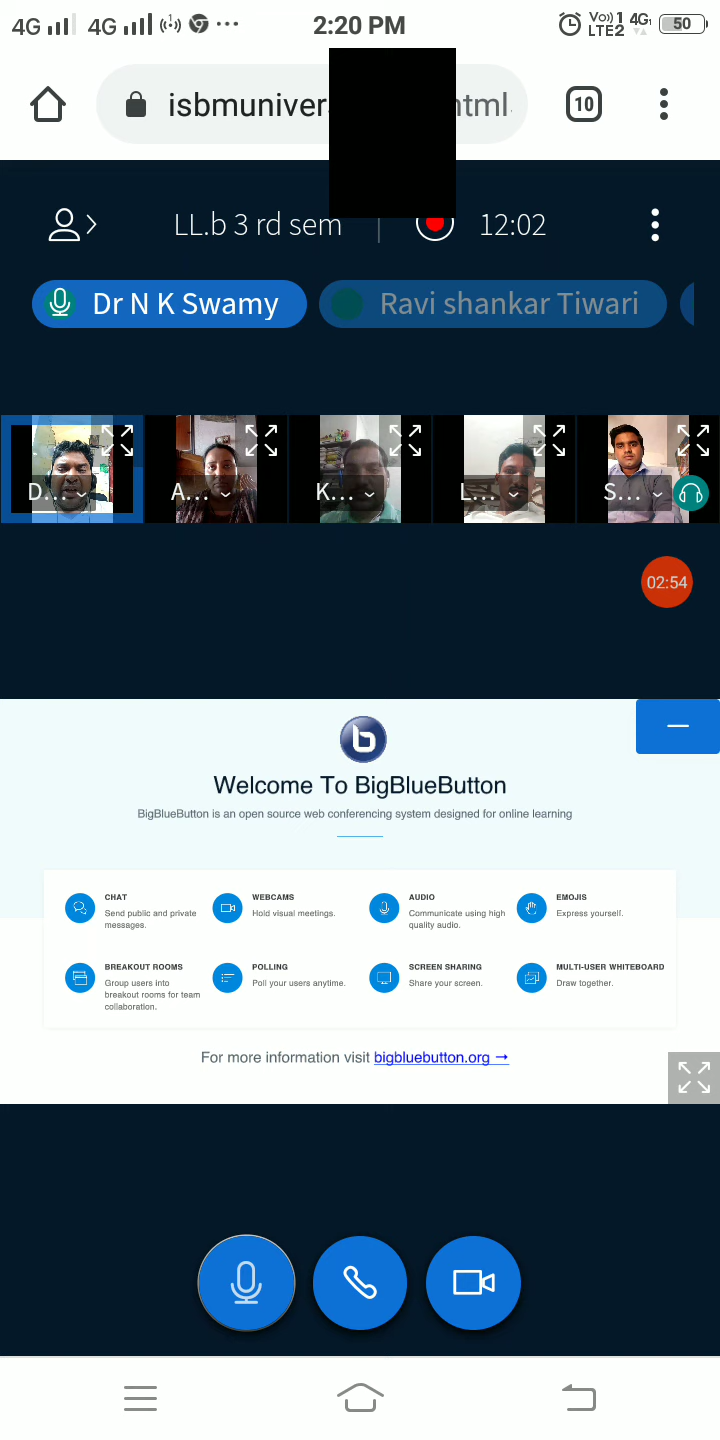 4G 4G 2:20 PM Vo)) 1 LTE2 4G 50
isbmuniver html 10
LL.b 3 rd sem | 12:02
Dr N K Swamy Ravi shankar Tiwari
D... A... K... L... S...
02:54
Welcome To BigBlueButton
BigBlueButton is an open source web conferencing system designed for online learning
CHAT
Send public and private
messages.
WEBCAMS
Hold visual meetings.
AUDIO
Communicate using high
quality audio.
EMOJIS
Express yourself.
BREAKOUT ROOMS
Group users into
breakout rooms for team
collaboration.
POLLING
Poll your users anytime.
SCREEN SHARING
Share your screen.
MULTI-USER WHITEBOARD
Draw together.
For more information visit bigbluebutton.org →